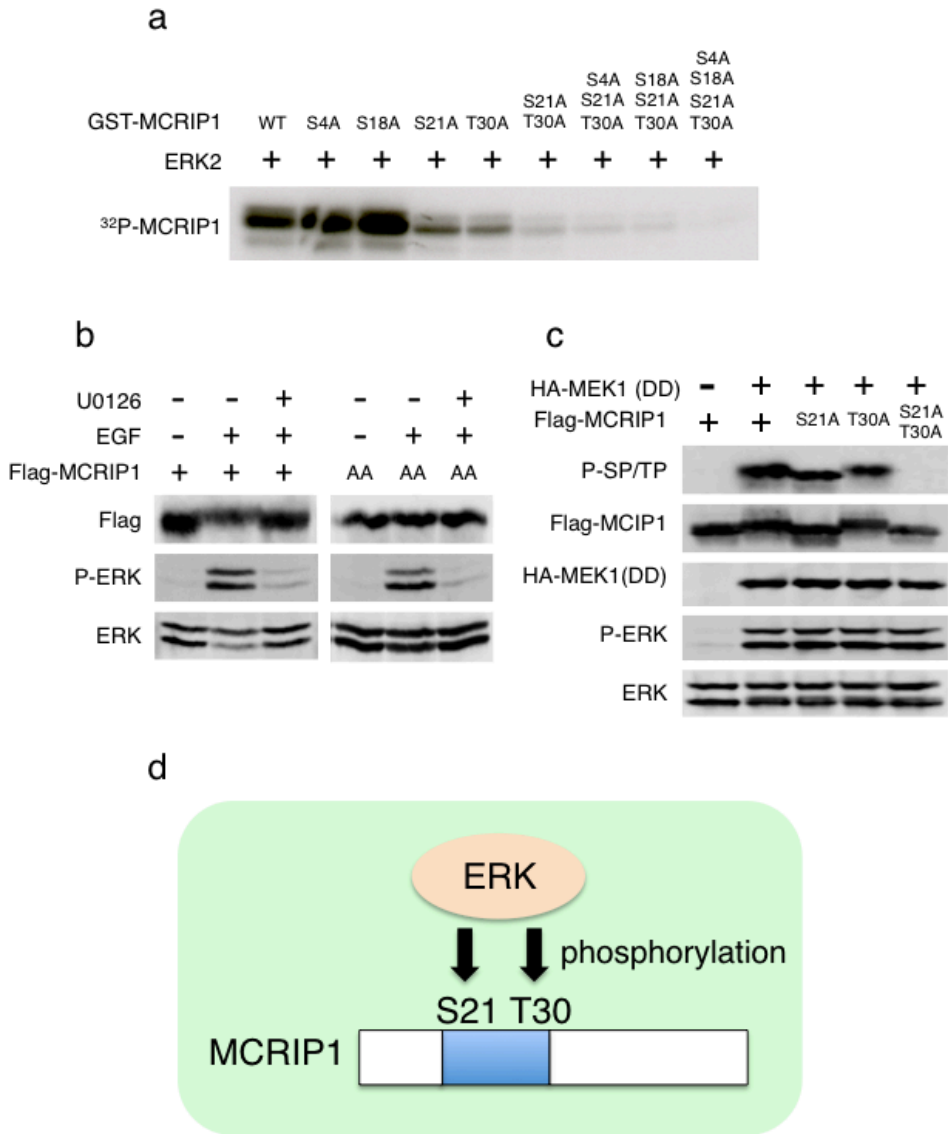 a
S4A
S4A S18A S18A
S21A S21A S21A S21A
GST-MCRIP1 WT S4A S18A S21A T30A T30A T30A T30A T30A
ERK2 + + + + + + + + +
³²P-MCRIP1
b
U0126 - - + - - +
EGF - + + - + +
Flag-MCRIP1 + + + AA AA AA
Flag
P-ERK
ERK
c
HA-MEK1 (DD) - + + + +
Flag-MCRIP1 + + S21A T30A S21A T30A
P-SP/TP
Flag-MCIP1
HA-MEK1(DD)
P-ERK
ERK
d
ERK
phosphorylation
S21 T30
MCRIP1